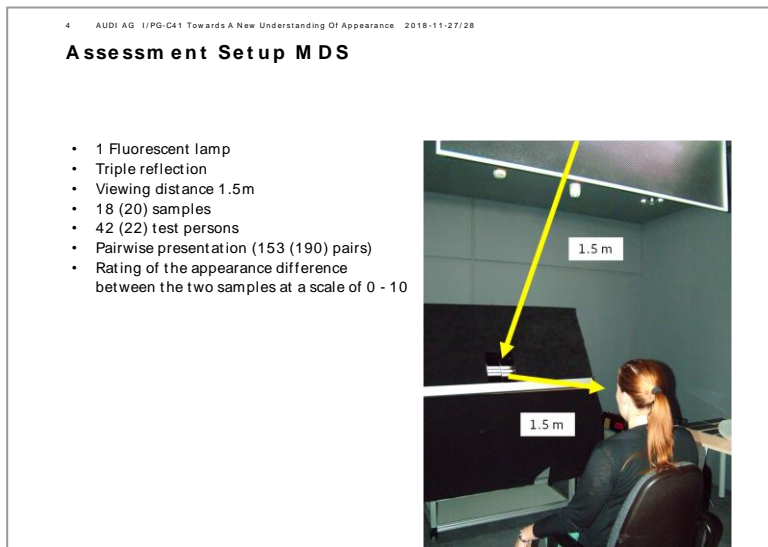 4 AUDI AG I/PG-C41 Towards A New Understanding Of Appearance 2018-11-27/28
Assessment Setup MDS
• 1 Fluorescent lamp
• Triple reflection
• Viewing distance 1.5m
• 18 (20) samples
• 42 (22) test persons
• Pairwise presentation (153 (190) pairs)
• Rating of the appearance difference
between the two samples at a scale of 0 - 10
1.5 m
1.5 m